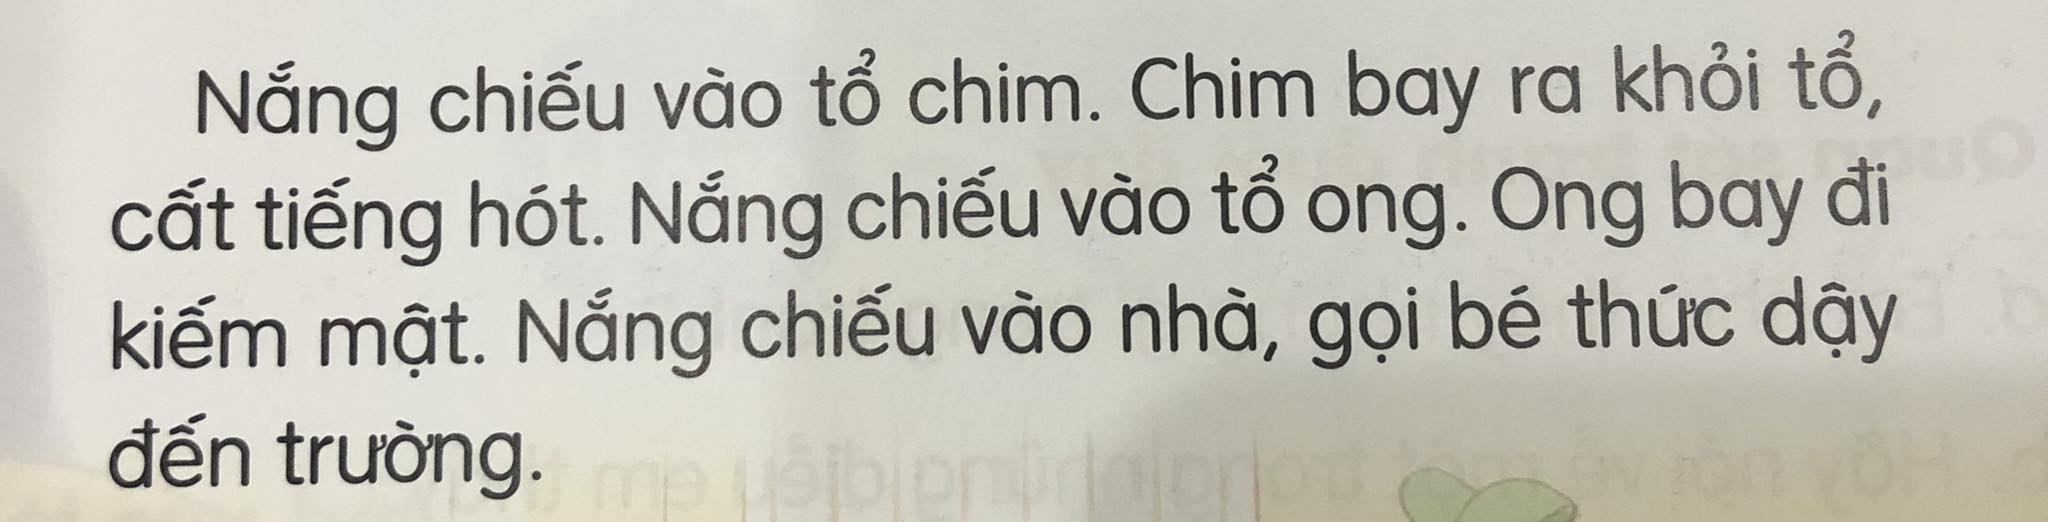 Nắng chiếu vào tổ chim. Chim bay ra khỏi tổ,
cất tiếng hót. Nắng chiếu vào tổ ong. Ong bay đi
kiếm mật. Nắng chiếu vào nhà, gọi bé thức dậy
đến trường.